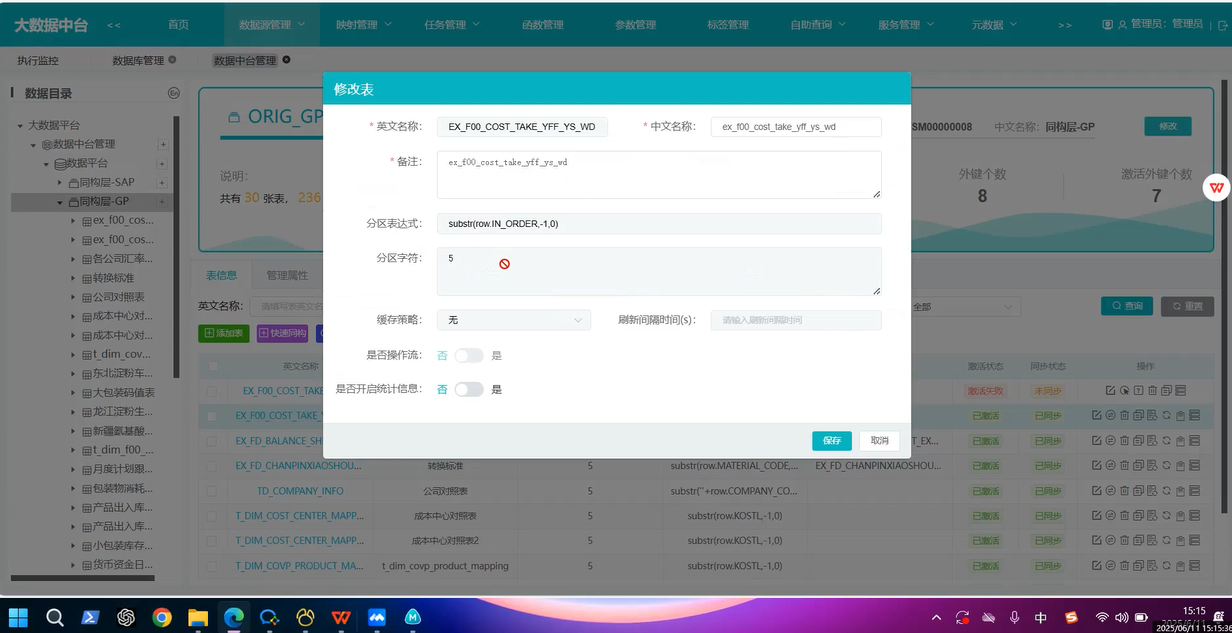 大数据中台 << 首页 数据源管理 映射管理 任务管理 函数管理 参数管理 标签管理 自助查询 服务管理 元数据 >> 管理员：管理员
执行监控 数据库管理 数据中台管理
数据目录 En
大数据平台
数据中台管理
数据平台
同构层-SAP
同构层-GP
ex_f00_cos...
ex_f00_cos...
各公司汇率...
转换标准
公司对照表
成本中心对...
成本中心对...
t_dim_cov...
东北淀粉车...
大包装码值表
龙江淀粉生...
新疆氨基酸...
t_dim_f00_...
月度计划跟...
包装物消耗...
产品出入库...
产品出入库...
小包装库存...
货币资金日...
ORIG_GP
SM00000008 中文名称: 同构层-GP 修改
说明:
共有 30 张表, 236
外键个数 激活外键个数
8 7
表信息 管理属性
英文名称: 请填写表英文名
全部 查询 重置
添加表 快速同构
修改表
* 英文名称: EX_F00_COST_TAKE_YFF_YS_WD * 中文名称: ex_f00_cost_take_yff_ys_wd
* 备注: ex_f00_cost_take_yff_ys_wd
分区表达式: substr(row.IN_ORDER,-1,0)
分区字符: 5
缓存策略: 无 刷新间隔时间(s): 请输入刷新间隔时间
是否操作流: 否 是
是否开启统计信息: 否 是
保存 取消
英文名称 激活状态 同步状态 操作
EX_F00_COST_TAKE 激活失败 未同步
EX_F00_COST_TAKE_Y 已激活 已同步
EX_FD_BALANCE_SH T_EX... 已激活 已同步
EX_FD_CHANPINXIAOSHOU... 转换标准 5 substr(row.MATERIAL_CODE,... EX_FD_CHANPINXIAOSHOU... 已激活 已同步
TD_COMPANY_INFO 公司对照表 5 substr(''+row.COMPANY_CO... 已激活 已同步
T_DIM_COST_CENTER_MAPP... 成本中心对照表 5 substr(row.KOSTL,-1,0) 已激活 已同步
T_DIM_COST_CENTER_MAPP... 成本中心对照表2 5 substr(row.KOSTL,-1,0) 已激活 已同步
T_DIM_COVP_PRODUCT_MA... t_dim_covp_product_mapping 5 substr(row.KOSTL,-1,0) 已激活 已同步
中 15:15
2025/06/11 15:15:3